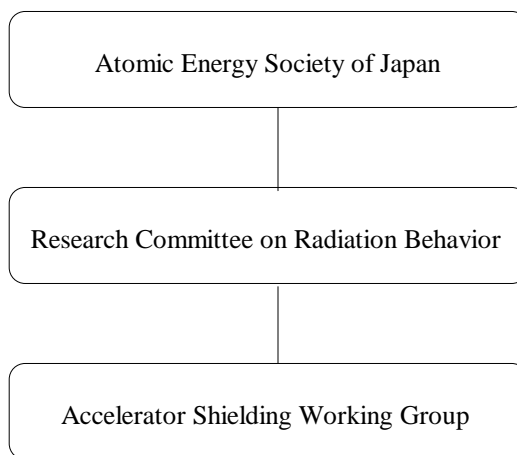 Atomic Energy Society of Japan
Research Committee on Radiation Behavior
Accelerator Shielding Working Group